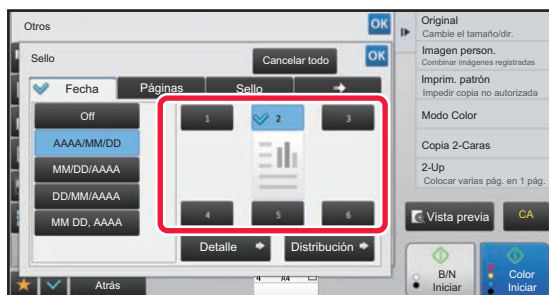 Otros
OK
Sello
Cancelar todo
OK
Fecha
Páginas
Sello
Off
AAAA/MM/DD
MM/DD/AAAA
DD/MM/AAAA
MM DD, AAAA
1
2
3
4
5
6
Detalle
Distribución
Atrás
A4
Original
Cambie el tamaño/dir.
Imagen person.
Combinar imágenes registradas
Imprim. patrón
Impedir copia no autorizada
Modo Color
Copia 2-Caras
2-Up
Colocar varias pág. en 1 pág.
Vista previa
CA
B/N
Iniciar
Color
Iniciar